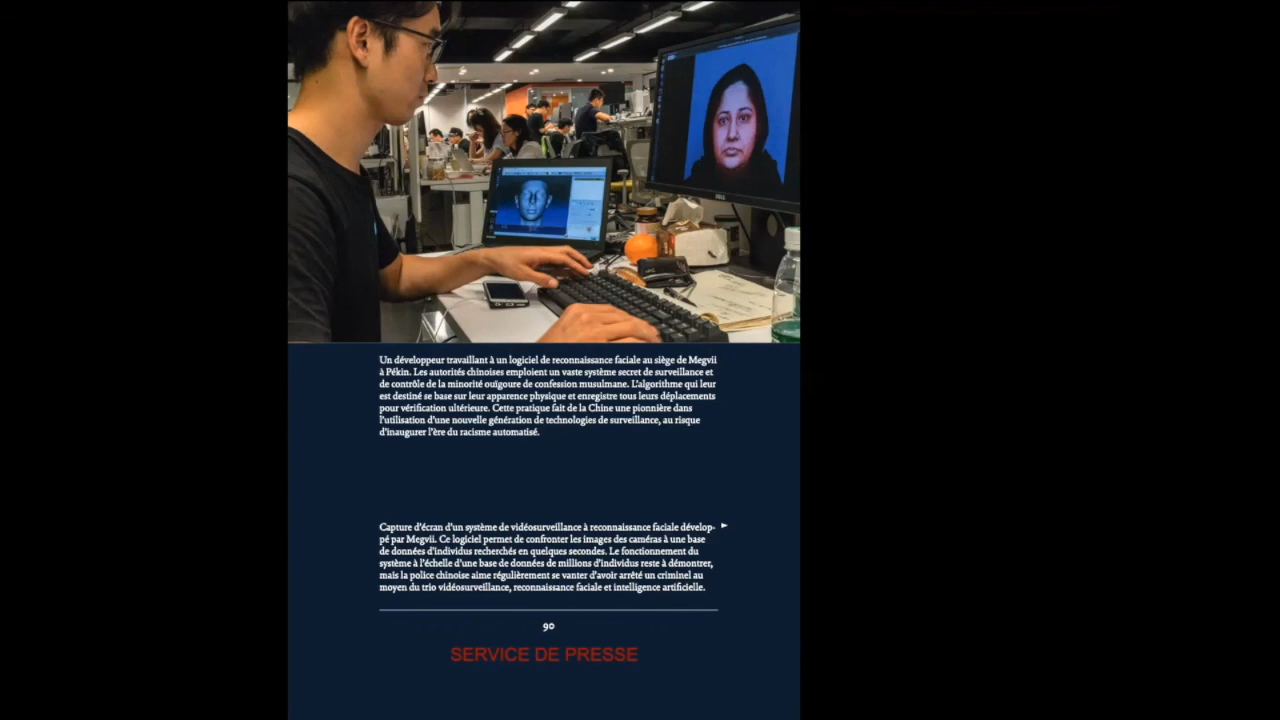 DELL
Un développeur travaillant à un logiciel de reconnaissance faciale au siège de Megvii
à Pékin. Les autorités chinoises emploient un vaste système secret de surveillance et
de contrôle de la minorité ouïgoure de confession musulmane. L'algorithme qui leur
est destiné se base sur leur apparence physique et enregistre tous leurs déplacements
pour vérification ultérieure. Cette pratique fait de la Chine une pionnière dans
l'utilisation d'une nouvelle génération de technologies de surveillance, au risque
d'inaugurer l'ère du racisme automatisé.
Capture d'écran d'un système de vidéosurveillance à reconnaissance faciale dévelop-
pé par Megvii. Ce logiciel permet de confronter les images des caméras à une base
de données d'individus recherchés en quelques secondes. Le fonctionnement du
système à l'échelle d'une base de données de millions d'individus reste à démontrer,
mais la police chinoise aime régulièrement se vanter d'avoir arrêté un criminel au
moyen du trio vidéosurveillance, reconnaissance faciale et intelligence artificielle.
90
SERVICE DE PRESSE